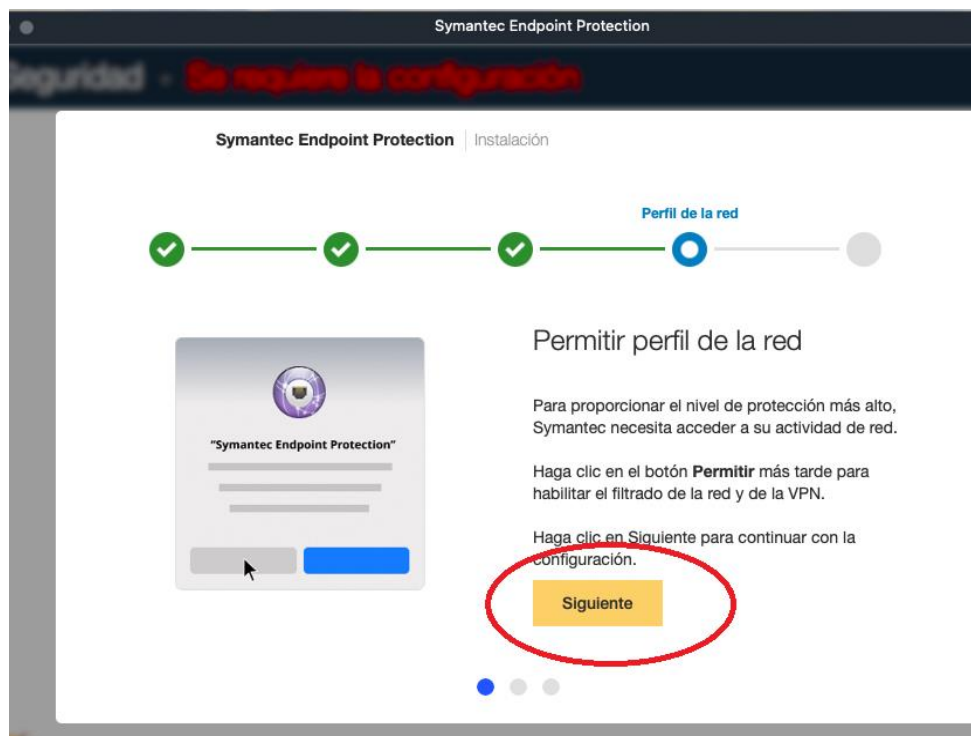 Symantec Endpoint Protection
Seguridad - Se requiere la configuración
Symantec Endpoint Protection | Instalación
Perfil de la red
Permitir perfil de la red
"Symantec Endpoint Protection"
Para proporcionar el nivel de protección más alto,
Symantec necesita acceder a su actividad de red.
Haga clic en el botón Permitir más tarde para
habilitar el filtrado de la red y de la VPN.
Haga clic en Siguiente para continuar con la
configuración.
Siguiente